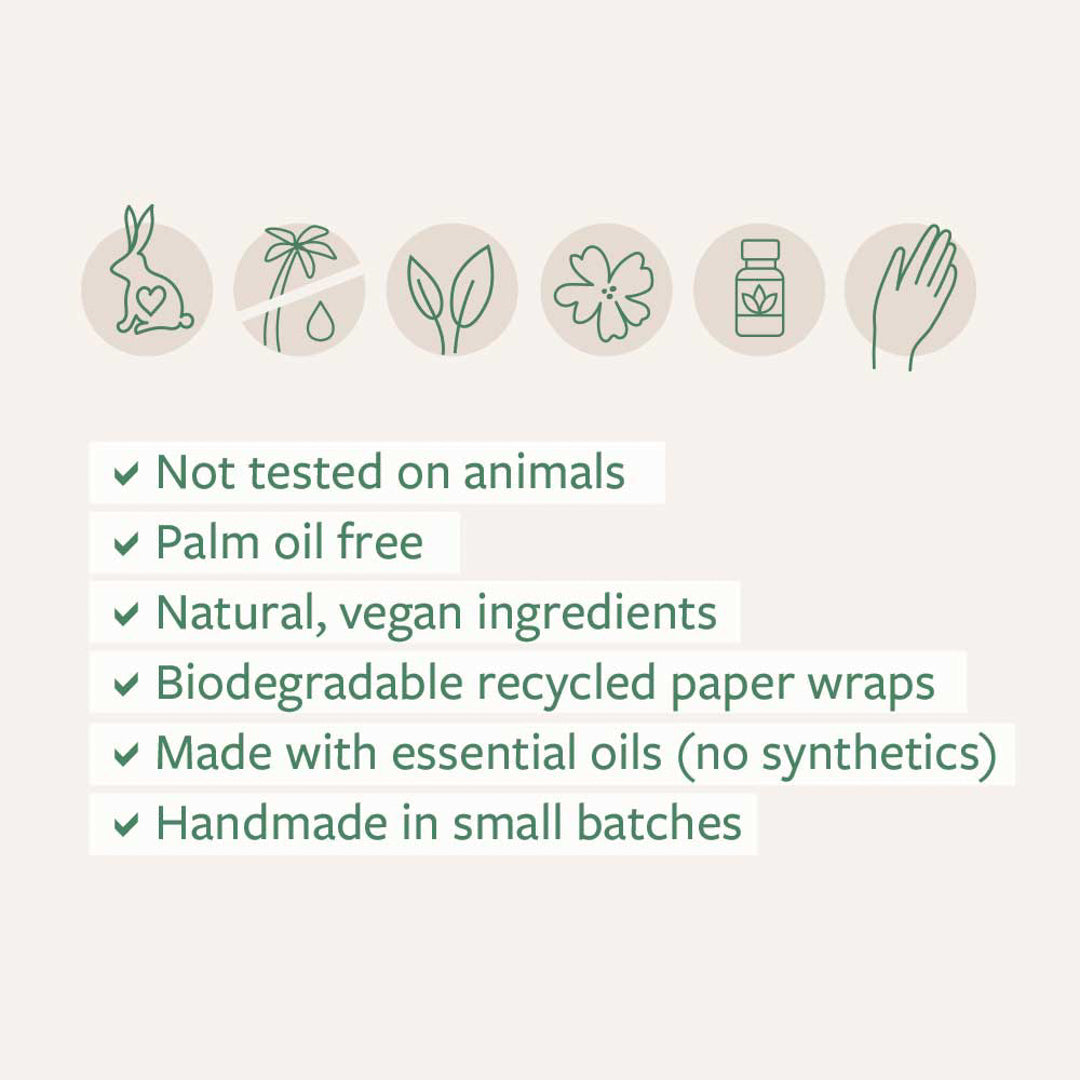 ✓ Not tested on animals
✓ Palm oil free
✓ Natural, vegan ingredients
✓ Biodegradable recycled paper wraps
✓ Made with essential oils (no synthetics)
✓ Handmade in small batches